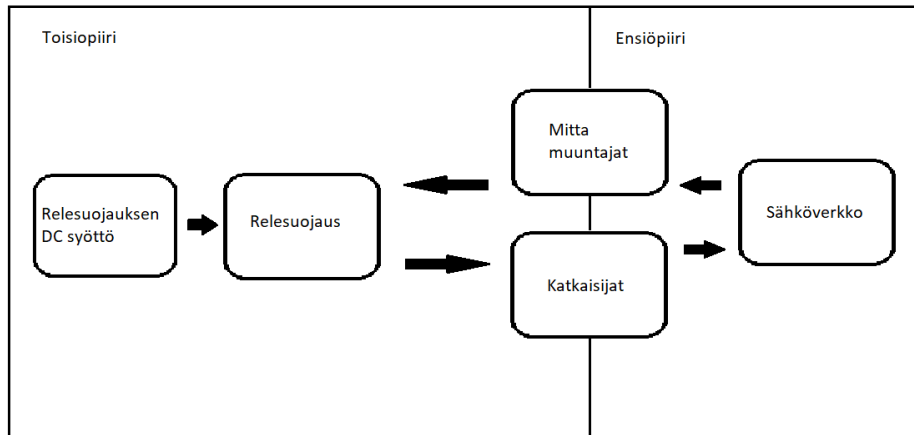 Toisiopiiri
Ensiöpiiri
Mitta
muuntajat
Relesuojauksen
DC syöttö
Relesuojaus
Sähköverkko
Katkaisijat